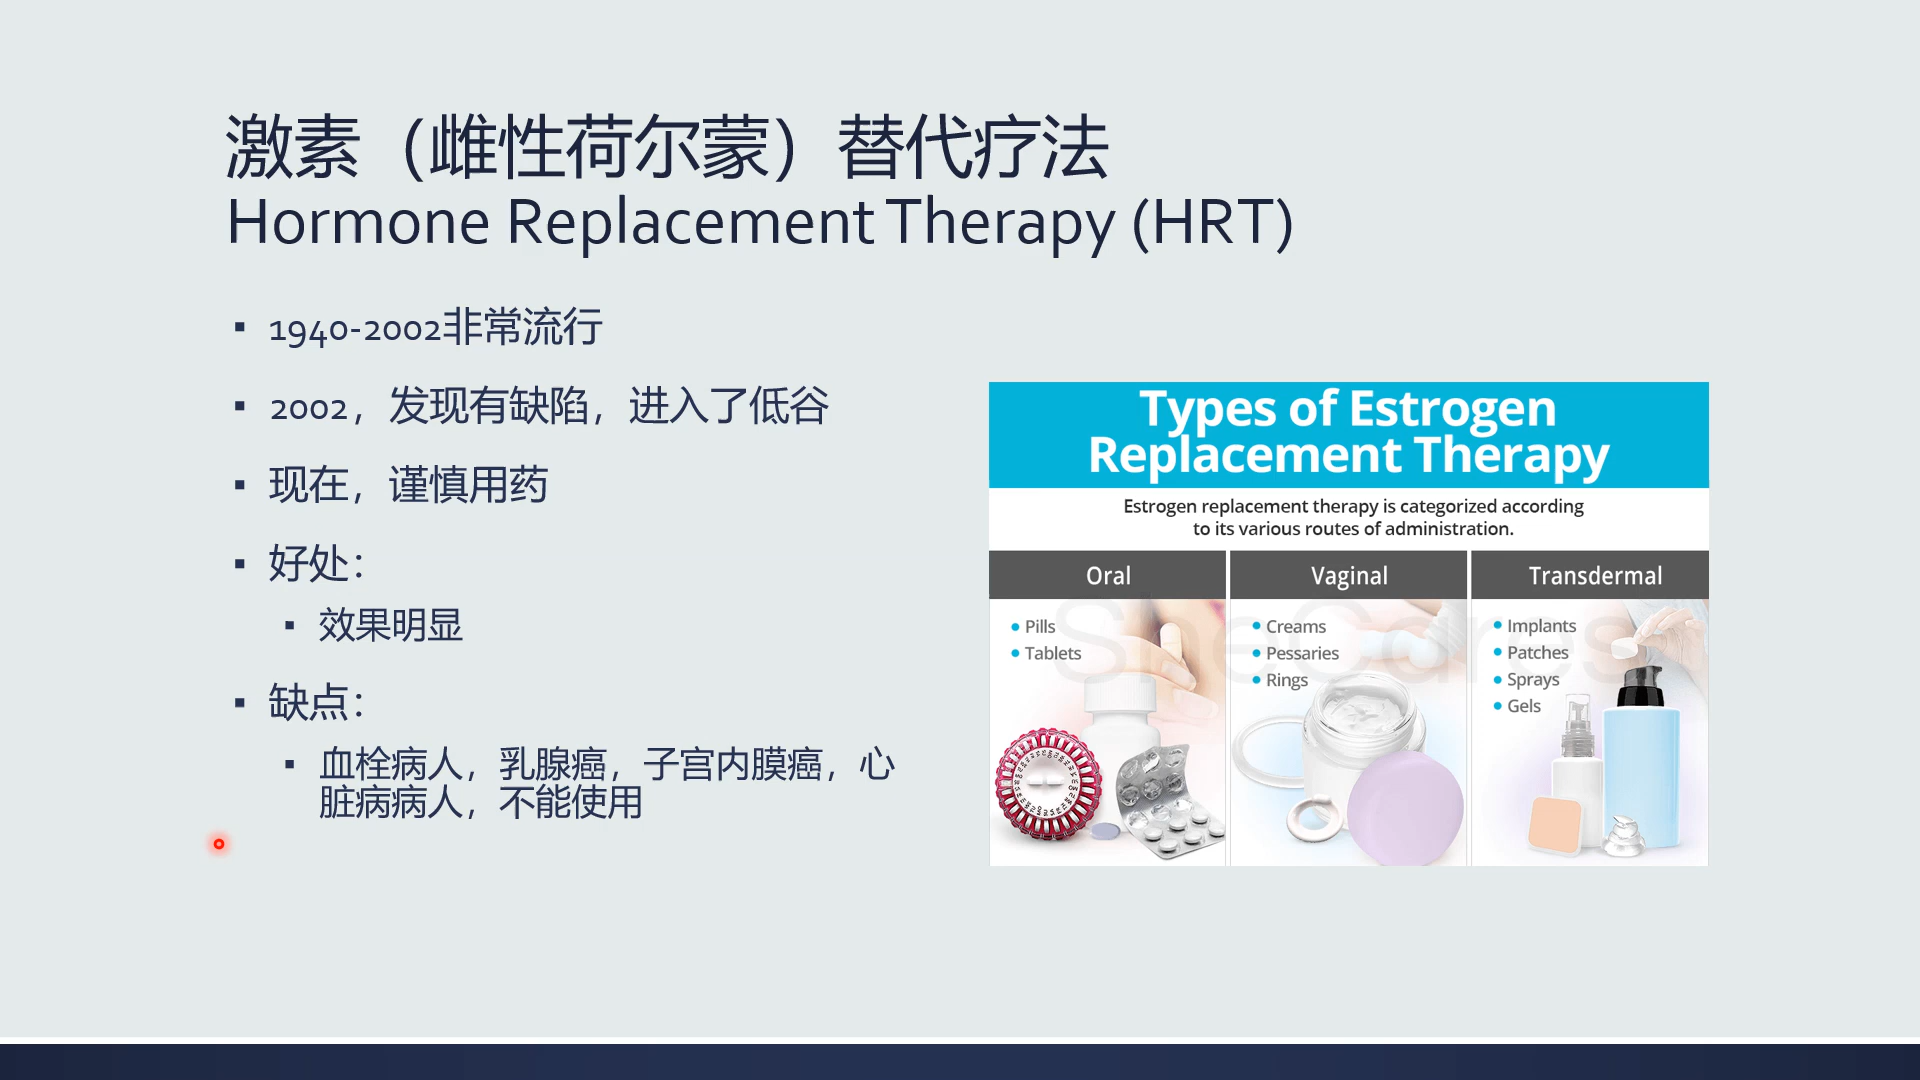 激素（雌性荷尔蒙）替代疗法
Hormone Replacement Therapy (HRT)
1940-2002非常流行
2002，发现有缺陷，进入了低谷
现在，谨慎用药
好处：
效果明显
缺点：
血栓病人，乳腺癌，子宫内膜癌，心
脏病病人，不能使用
Types of Estrogen
Replacement Therapy
Estrogen replacement therapy is categorized according
to its various routes of administration.
Oral
Pills
Tablets
Vaginal
Creams
Pessaries
Rings
Transdermal
Implants
Patches
Sprays
Gels
SheCares